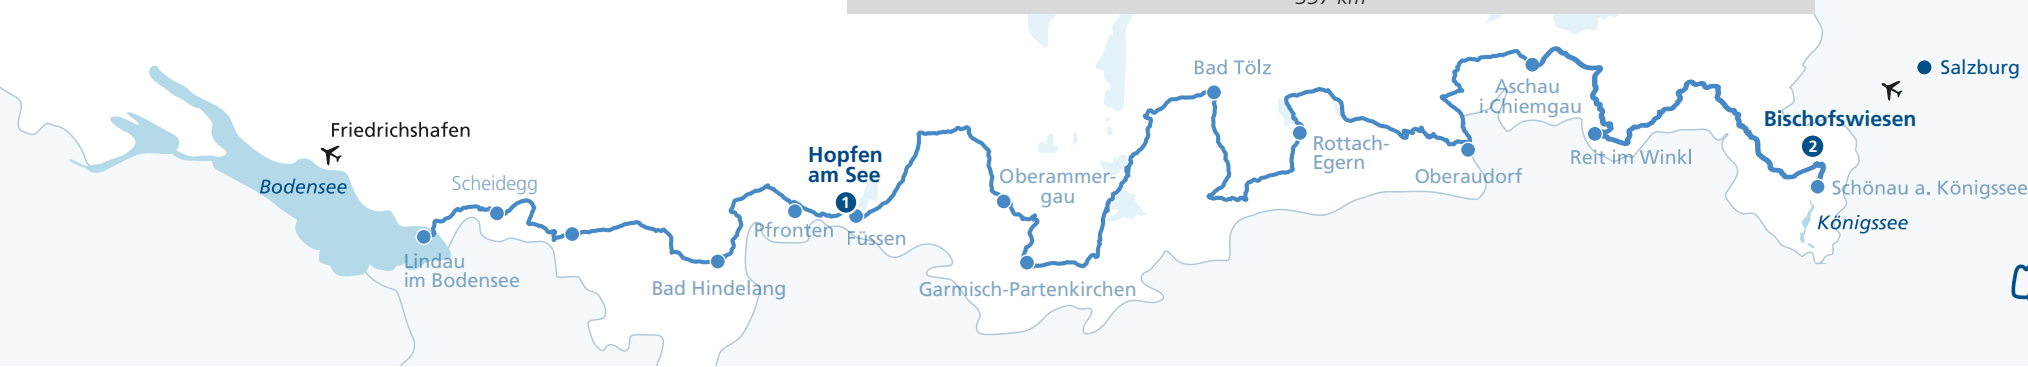 Friedrichshafen
Bodensee
Scheidegg
Lindau
im Bodensee
Bad Hindelang
Pfronten
Hopfen
am See
1
Füssen
Oberammer-
gau
Garmisch-Partenkirchen
Bad Tölz
Rottach-
Egern
Oberaudorf
Aschau
i.Chiemgau
Reit im Winkl
Bischofswiesen
2
Salzburg
Schönau a. Königssee
Königssee